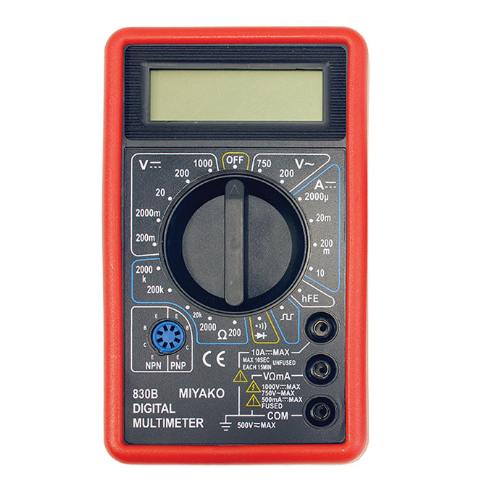 V⎓ 1000 OFF 750 V~
200 200
20 A⎓
2000m 2000µ
200m 20m
2000k 200m
200k 10
20k hFE
2000 Ω 200
E E
B B
C C
E E
NPN PNP
CE
10A⎓MAX
MAX 10SEC UNFUSED
EACH 15MIN
VΩmA
1000V⎓MAX
750V~MAX
500mA⎓MAX
FUSED
COM
500V⎓MAX
830B MIYAKO
DIGITAL
MULTIMETER